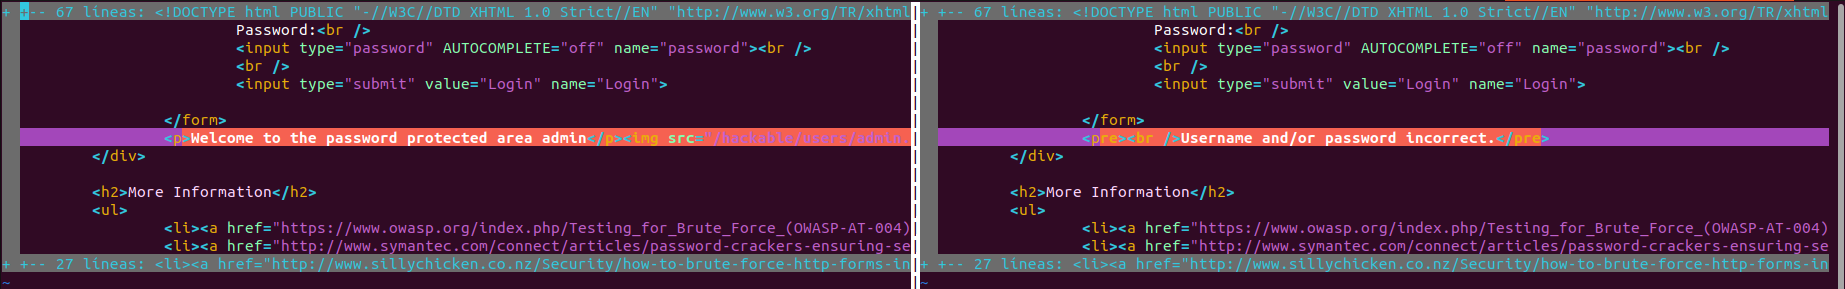 + +-- 67 lineas: <!DOCTYPE html PUBLIC "-//W3C//DTD XHTML 1.0 Strict//EN" "http://www.w3.org/TR/xhtml
Password:<br />
<input type="password" AUTOCOMPLETE="off" name="password"><br />
<br />
<input type="submit" value="Login" name="Login">
</form>
<p>Welcome to the password protected area admin</p><img src="/hackable/users/admin.
</div>
<h2>More Information</h2>
<ul>
<li><a href="https://www.owasp.org/index.php/Testing_for_Brute_Force_(OWASP-AT-004)
<li><a href="http://www.symantec.com/connect/articles/password-crackers-ensuring-se
+ +-- 27 lineas: <li><a href="http://www.sillychicken.co.nz/Security/how-to-brute-force-http-forms-in
~
+ +-- 67 lineas: <!DOCTYPE html PUBLIC "-//W3C//DTD XHTML 1.0 Strict//EN" "http://www.w3.org/TR/xhtml
Password:<br />
<input type="password" AUTOCOMPLETE="off" name="password"><br />
<br />
<input type="submit" value="Login" name="Login">
</form>
<pre><br />Username and/or password incorrect.</pre>
</div>
<h2>More Information</h2>
<ul>
<li><a href="https://www.owasp.org/index.php/Testing_for_Brute_Force_(OWASP-AT-004)
<li><a href="http://www.symantec.com/connect/articles/password-crackers-ensuring-se
+ +-- 27 lineas: <li><a href="http://www.sillychicken.co.nz/Security/how-to-brute-force-http-forms-in
~